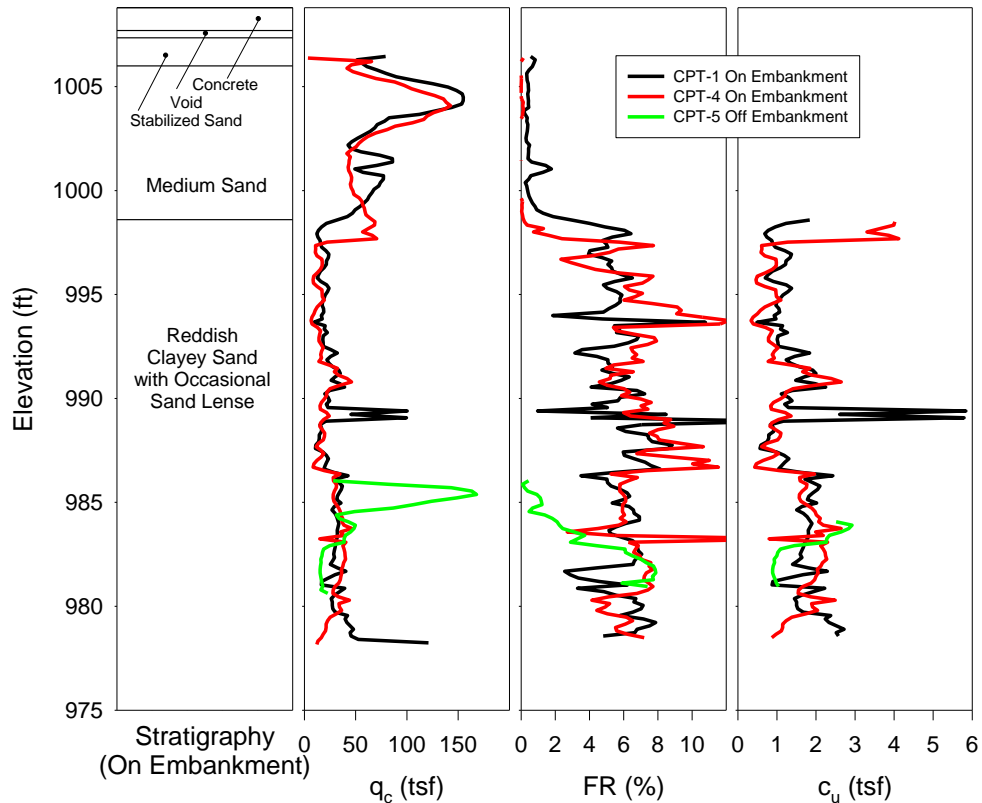 CPT-1 On Embankment
CPT-4 On Embankment
CPT-5 Off Embankment
Concrete
Void
Stabilized Sand
Medium Sand
Reddish
Clayey Sand
with Occasional
Sand Lense
Elevation (ft)
1005
1000
995
990
985
980
975
Stratigraphy
(On Embankment)
0 50 100 150
q_c (tsf)
0 2 4 6 8 10
FR (%)
0 1 2 3 4 5 6
c_u (tsf)